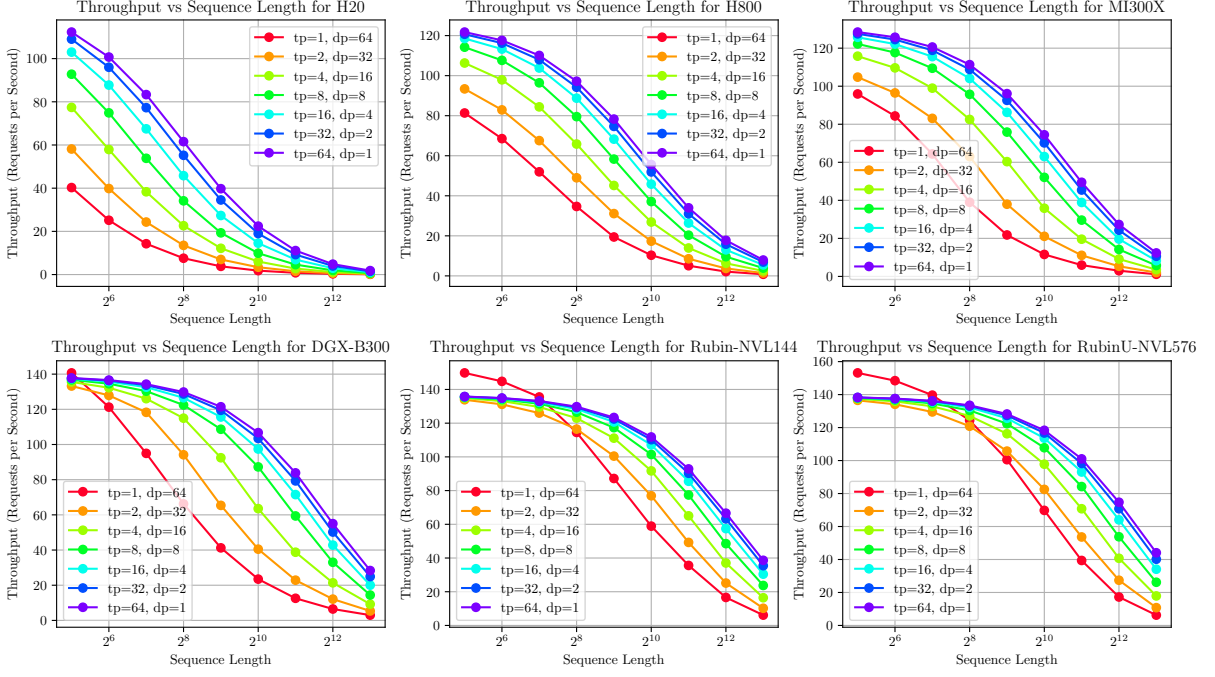 Throughput vs Sequence Length for H20
Throughput (Requests per Second)
100
80
60
40
20
0
2^6
2^8
2^10
2^12
Sequence Length
tp=1, dp=64
tp=2, dp=32
tp=4, dp=16
tp=8, dp=8
tp=16, dp=4
tp=32, dp=2
tp=64, dp=1
Throughput vs Sequence Length for H800
Throughput (Requests per Second)
120
100
80
60
40
20
0
2^6
2^8
2^10
2^12
Sequence Length
tp=1, dp=64
tp=2, dp=32
tp=4, dp=16
tp=8, dp=8
tp=16, dp=4
tp=32, dp=2
tp=64, dp=1
Throughput vs Sequence Length for MI300X
Throughput (Requests per Second)
120
100
80
60
40
20
0
2^6
2^8
2^10
2^12
Sequence Length
tp=1, dp=64
tp=2, dp=32
tp=4, dp=16
tp=8, dp=8
tp=16, dp=4
tp=32, dp=2
tp=64, dp=1
Throughput vs Sequence Length for DGX-B300
Throughput (Requests per Second)
140
120
100
80
60
40
20
0
2^6
2^8
2^10
2^12
Sequence Length
tp=1, dp=64
tp=2, dp=32
tp=4, dp=16
tp=8, dp=8
tp=16, dp=4
tp=32, dp=2
tp=64, dp=1
Throughput vs Sequence Length for Rubin-NVL144
Throughput (Requests per Second)
140
120
100
80
60
40
20
0
2^6
2^8
2^10
2^12
Sequence Length
tp=1, dp=64
tp=2, dp=32
tp=4, dp=16
tp=8, dp=8
tp=16, dp=4
tp=32, dp=2
tp=64, dp=1
Throughput vs Sequence Length for RubinU-NVL576
Throughput (Requests per Second)
160
140
120
100
80
60
40
20
0
2^6
2^8
2^10
2^12
Sequence Length
tp=1, dp=64
tp=2, dp=32
tp=4, dp=16
tp=8, dp=8
tp=16, dp=4
tp=32, dp=2
tp=64, dp=1